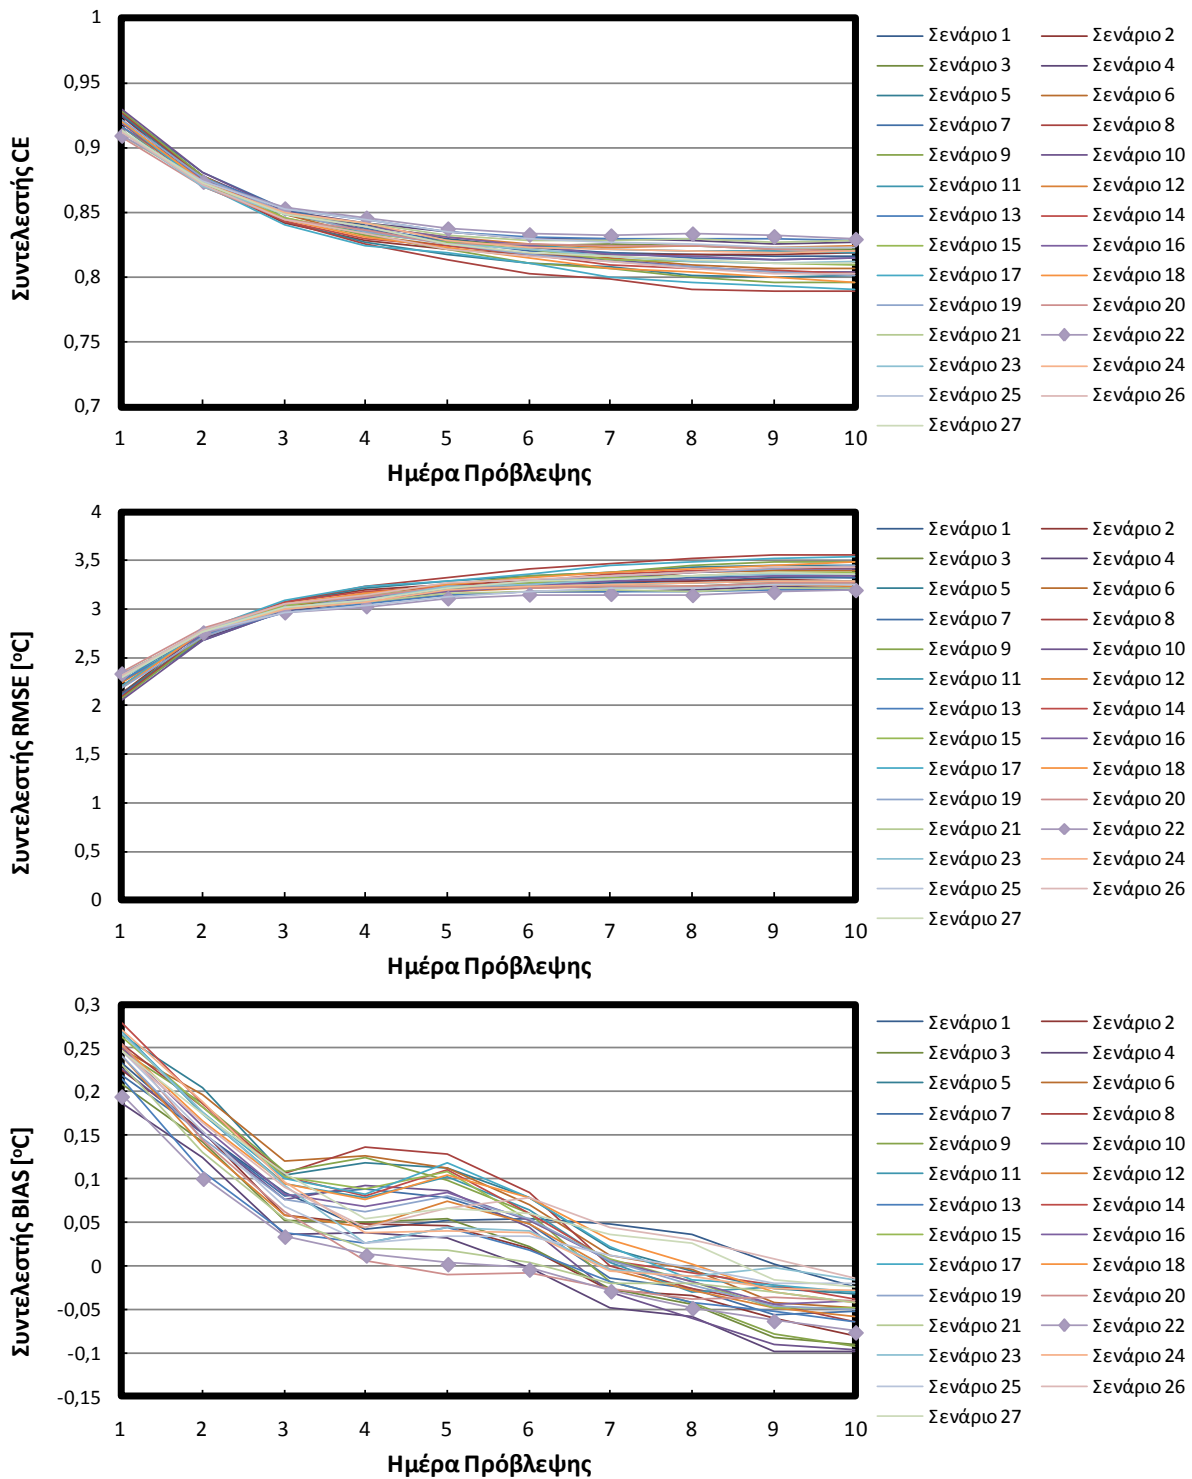 Συντελεστής CE
1
0,95
0,9
0,85
0,8
0,75
0,7
1 2 3 4 5 6 7 8 9 10
Ημέρα Πρόβλεψης
Σενάριο 1 Σενάριο 2
Σενάριο 3 Σενάριο 4
Σενάριο 5 Σενάριο 6
Σενάριο 7 Σενάριο 8
Σενάριο 9 Σενάριο 10
Σενάριο 11 Σενάριο 12
Σενάριο 13 Σενάριο 14
Σενάριο 15 Σενάριο 16
Σενάριο 17 Σενάριο 18
Σενάριο 19 Σενάριο 20
Σενάριο 21 Σενάριο 22
Σενάριο 23 Σενάριο 24
Σενάριο 25 Σενάριο 26
Σενάριο 27
Συντελεστής RMSE [ºC]
4
3,5
3
2,5
2
1,5
1
0,5
0
1 2 3 4 5 6 7 8 9 10
Ημέρα Πρόβλεψης
Σενάριο 1 Σενάριο 2
Σενάριο 3 Σενάριο 4
Σενάριο 5 Σενάριο 6
Σενάριο 7 Σενάριο 8
Σενάριο 9 Σενάριο 10
Σενάριο 11 Σενάριο 12
Σενάριο 13 Σενάριο 14
Σενάριο 15 Σενάριο 16
Σενάριο 17 Σενάριο 18
Σενάριο 19 Σενάριο 20
Σενάριο 21 Σενάριο 22
Σενάριο 23 Σενάριο 24
Σενάριο 25 Σενάριο 26
Σενάριο 27
Συντελεστής BIAS [ºC]
0,3
0,25
0,2
0,15
0,1
0,05
0
-0,05
-0,1
-0,15
1 2 3 4 5 6 7 8 9 10
Ημέρα Πρόβλεψης
Σενάριο 1 Σενάριο 2
Σενάριο 3 Σενάριο 4
Σενάριο 5 Σενάριο 6
Σενάριο 7 Σενάριο 8
Σενάριο 9 Σενάριο 10
Σενάριο 11 Σενάριο 12
Σενάριο 13 Σενάριο 14
Σενάριο 15 Σενάριο 16
Σενάριο 17 Σενάριο 18
Σενάριο 19 Σενάριο 20
Σενάριο 21 Σενάριο 22
Σενάριο 23 Σενάριο 24
Σενάριο 25 Σενάριο 26
Σενάριο 27